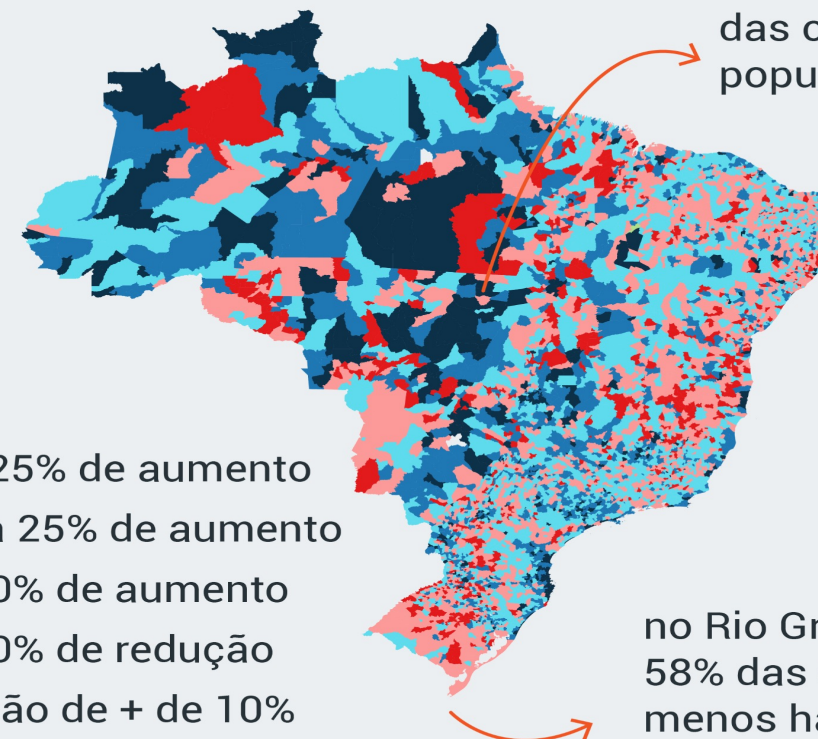 das c
popu
25% de aumento
a 25% de aumento
0% de aumento
0% de redução
ão de + de 10%
no Rio Gr
58% das
menos ha